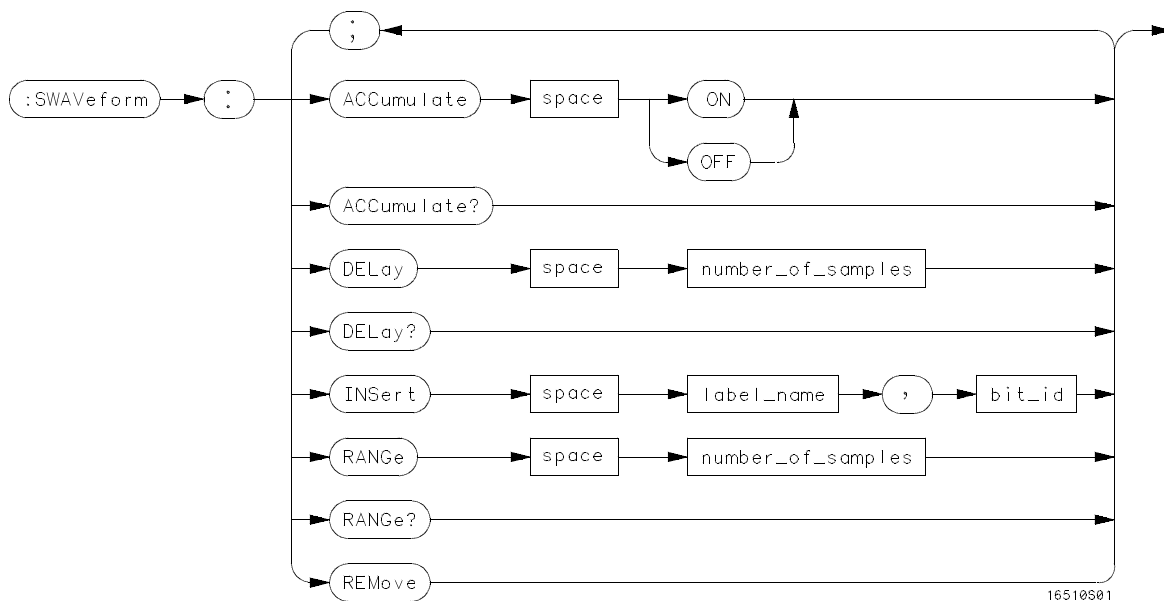 ;
:SWAVeform : ACCumulate space ON
OFF
ACCumulate?
DELay space number_of_samples
DELay?
INSert space label_name , bit_id
RANGe space number_of_samples
RANGe?
REMove
16510S01